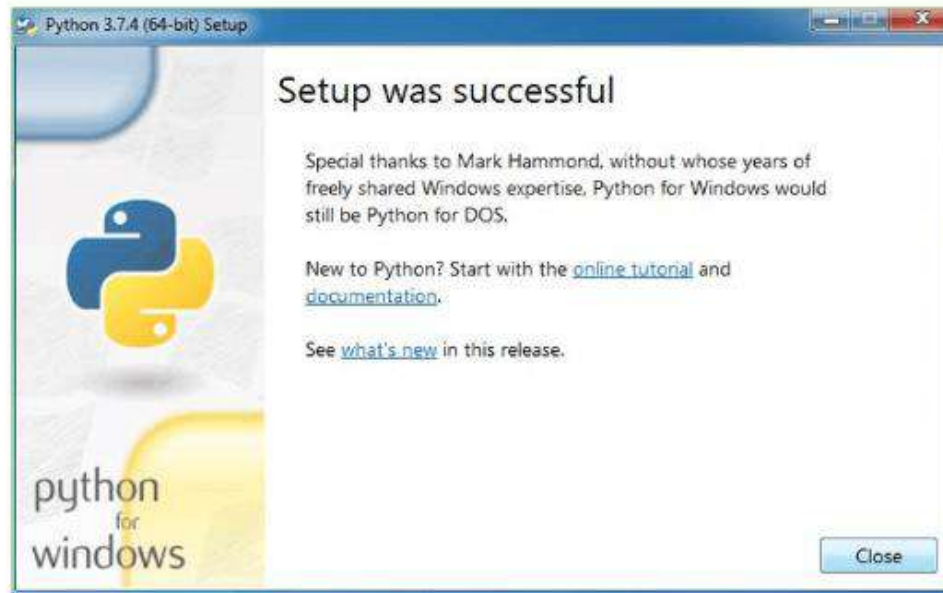 Python 3.7.4 (64-bit) Setup
Setup was successful
Special thanks to Mark Hammond, without whose years of
freely shared Windows expertise, Python for Windows would
still be Python for DOS.
New to Python? Start with the online tutorial and
documentation.
See what's new in this release.
python
for
windows
Close